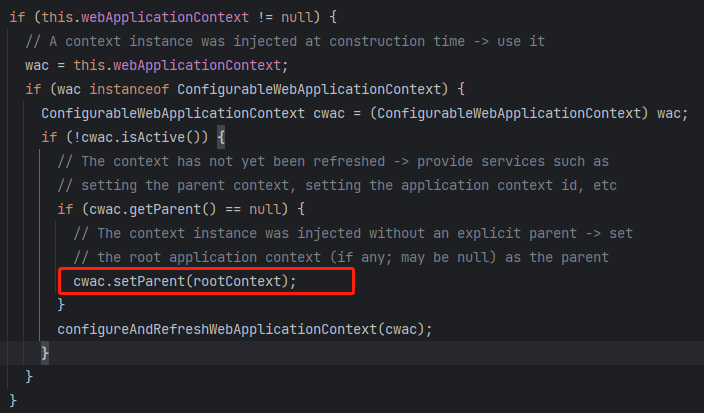 if (this.webApplicationContext != null) {
// A context instance was injected at construction time -> use it
wac = this.webApplicationContext;
if (wac instanceof ConfigurableWebApplicationContext) {
ConfigurableWebApplicationContext cwac = (ConfigurableWebApplicationContext) wac;
if (!cwac.isActive()) {
// The context has not yet been refreshed -> provide services such as
// setting the parent context, setting the application context id, etc
if (cwac.getParent() == null) {
// The context instance was injected without an explicit parent -> set
// the root application context (if any; may be null) as the parent
cwac.setParent(rootContext);
}
configureAndRefreshWebApplicationContext(cwac);
}
}
}